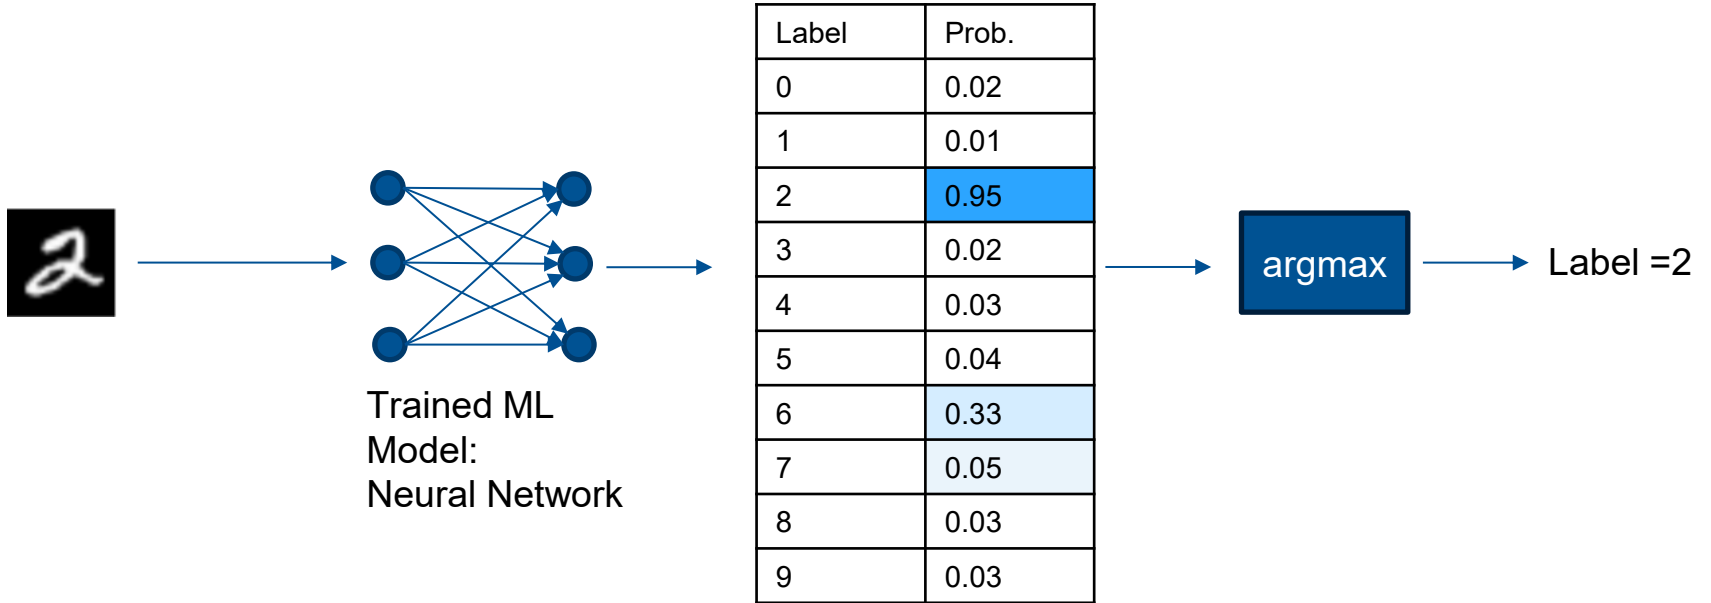 2
Trained ML
Model:
Neural Network
Label Prob.
0 0.02
1 0.01
2 0.95
3 0.02
4 0.03
5 0.04
6 0.33
7 0.05
8 0.03
9 0.03
argmax
Label =2